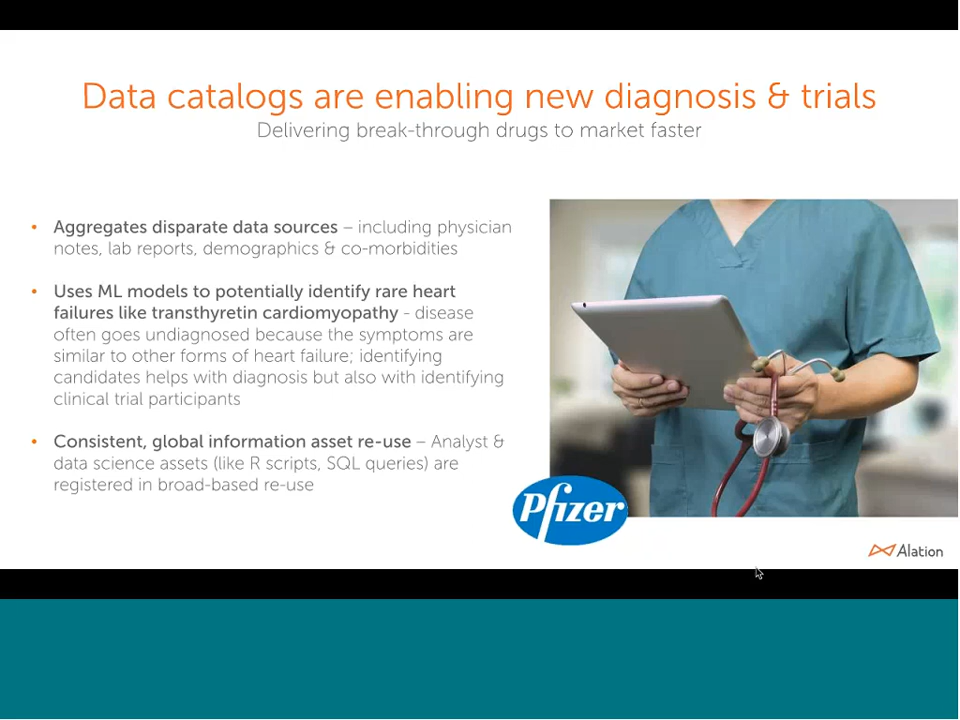 Data catalogs are enabling new diagnosis & trials
Delivering break-through drugs to market faster
• Aggregates disparate data sources – including physician
notes, lab reports, demographics & co-morbidities
• Uses ML models to potentially identify rare heart
failures like transthyretin cardiomyopathy - disease
often goes undiagnosed because the symptoms are
similar to other forms of heart failure; identifying
candidates helps with diagnosis but also with identifying
clinical trial participants
• Consistent, global information asset re-use – Analyst &
data science assets (like R scripts, SQL queries) are
registered in broad-based re-use
Pfizer
Alation